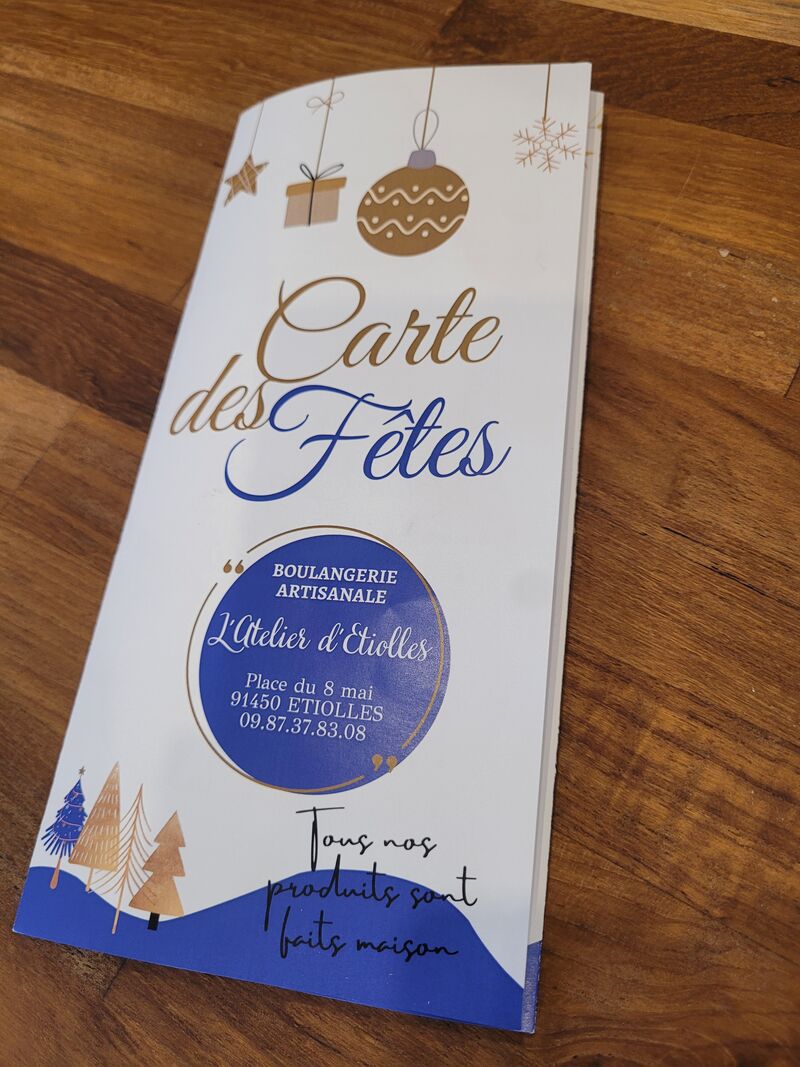 Carte
des Fêtes
BOULANGERIE
ARTISANALE
L'Atelier d'Etiolles
Place du 8 mai
91450 ETIOLLES
09.87.37.83.08
Tous nos
produits sont
faits maison